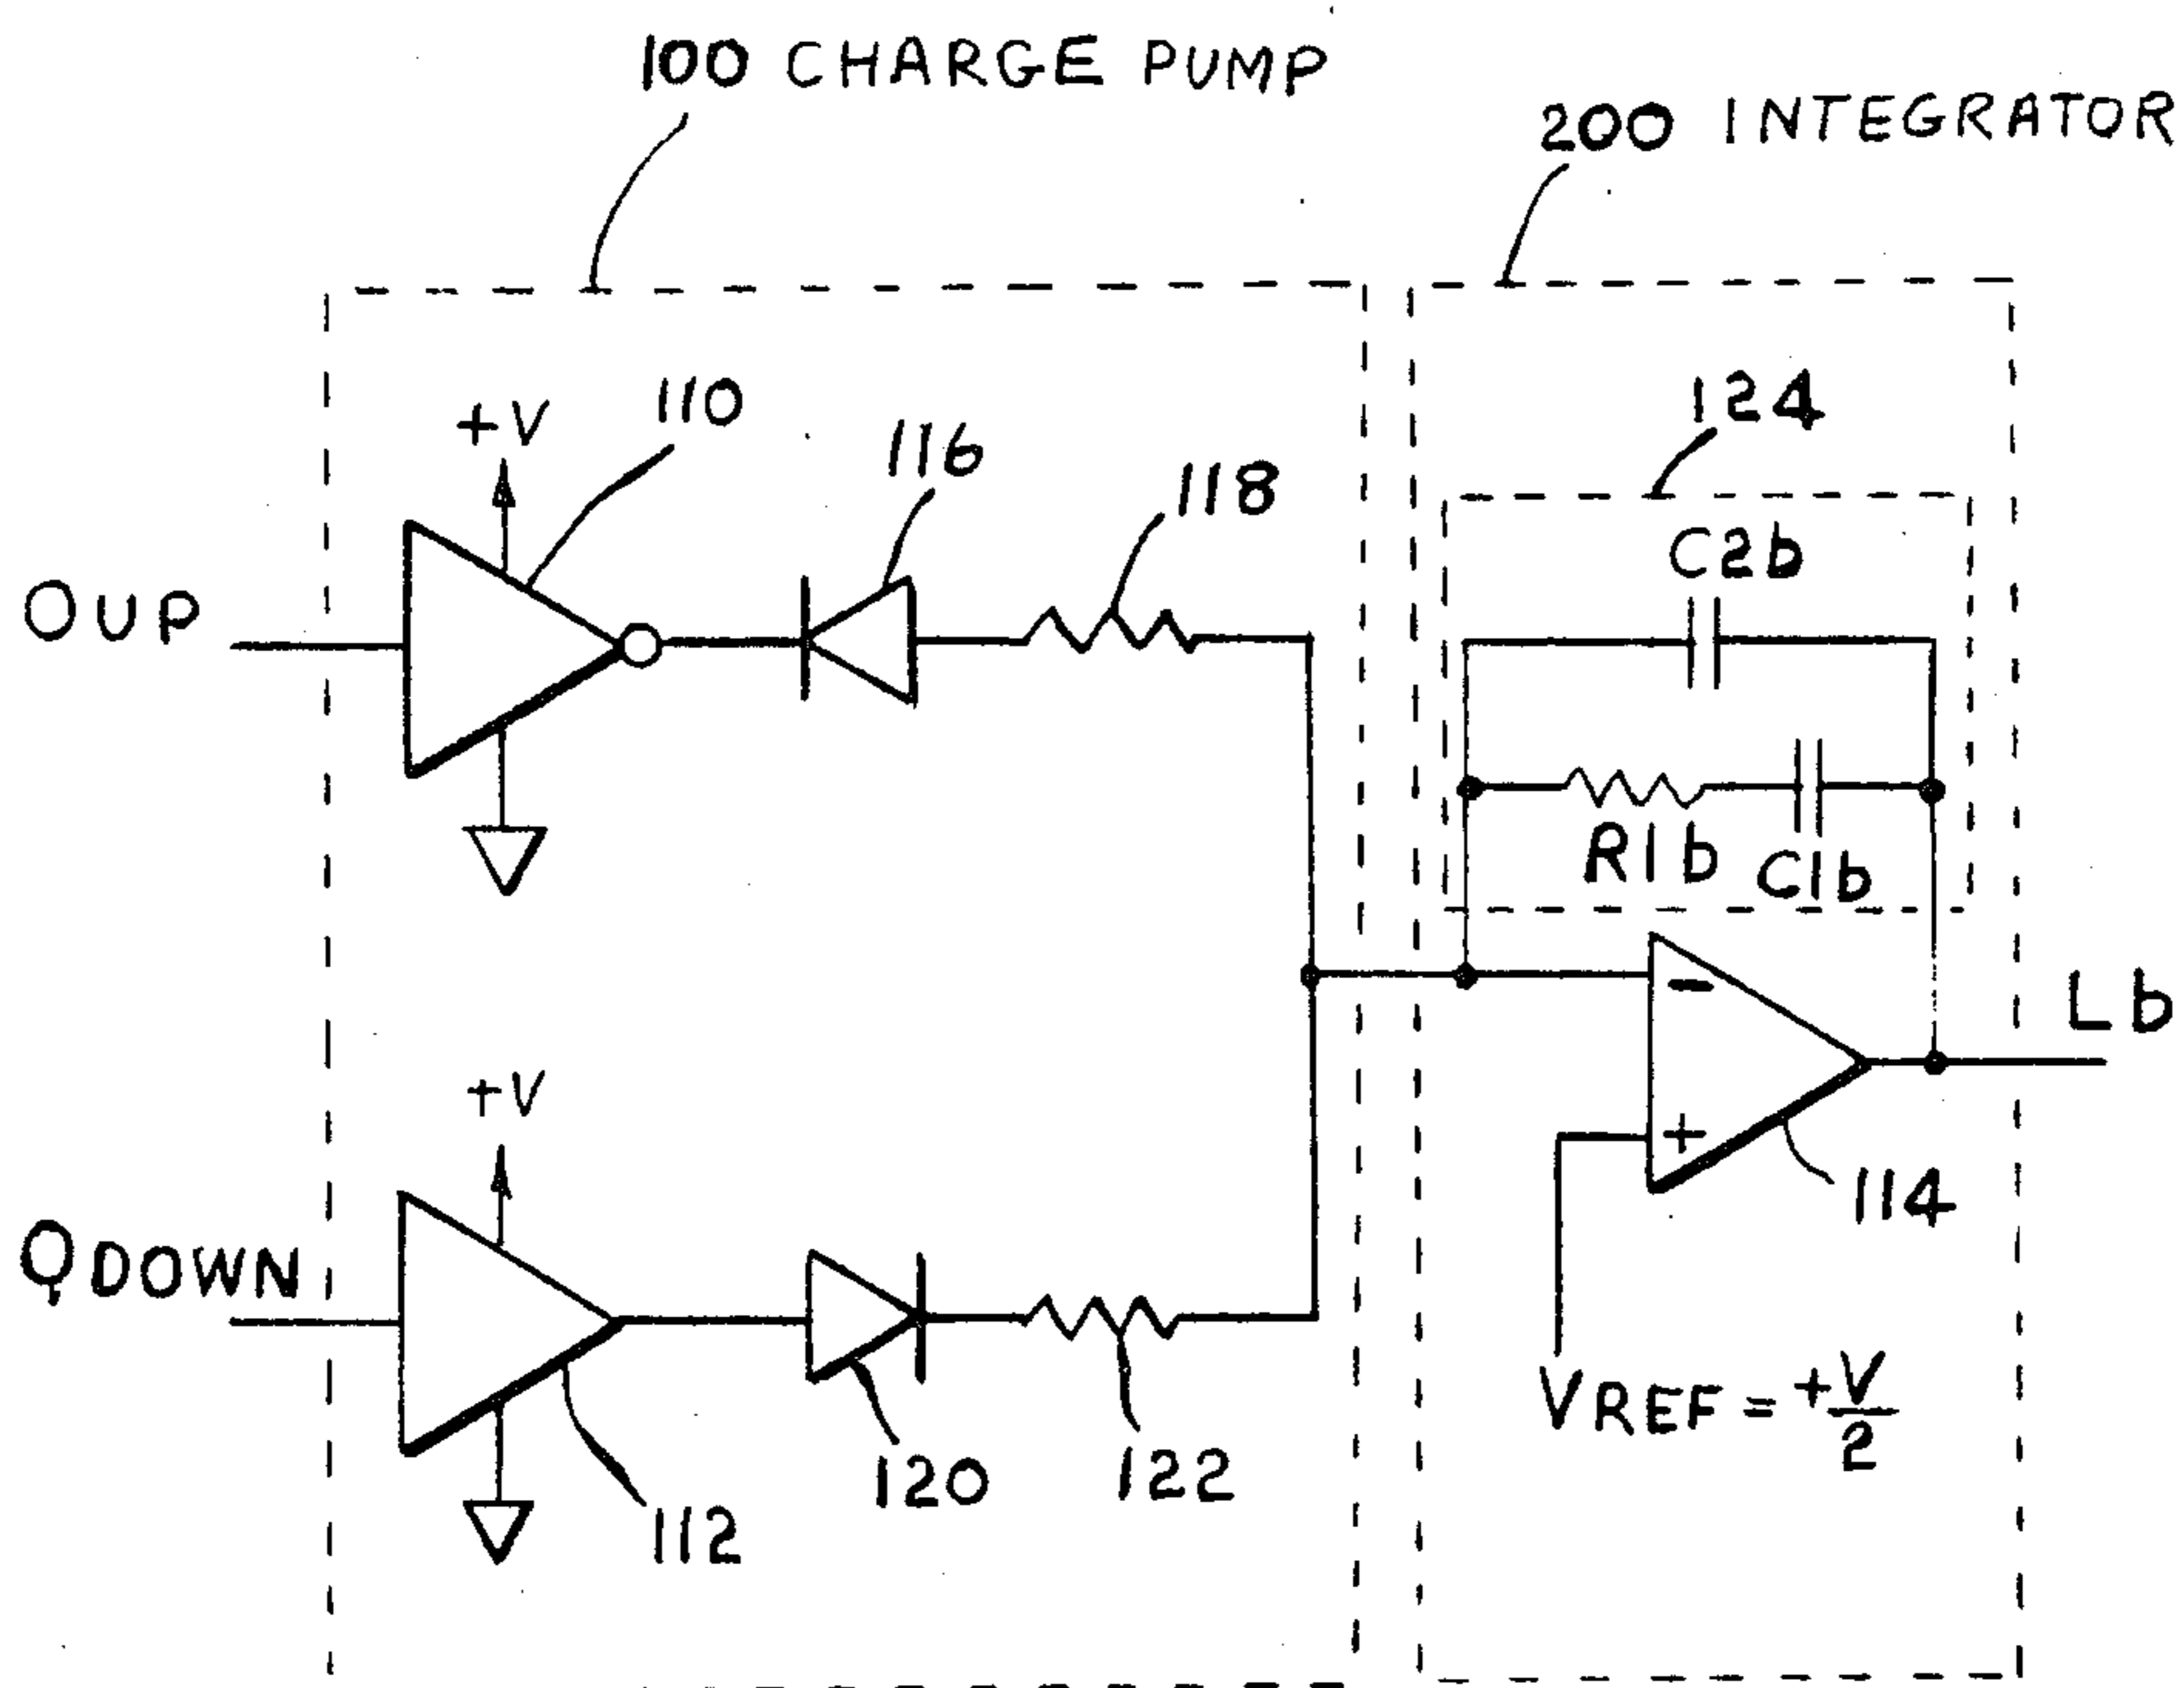 100 CHARGE PUMP
200 INTEGRATOR
+V
110
116
118
124
C2b
OUP
R1b
C1b
-
Lb
+V
+
114
QDOWN
VREF = +V/2
120
122
112